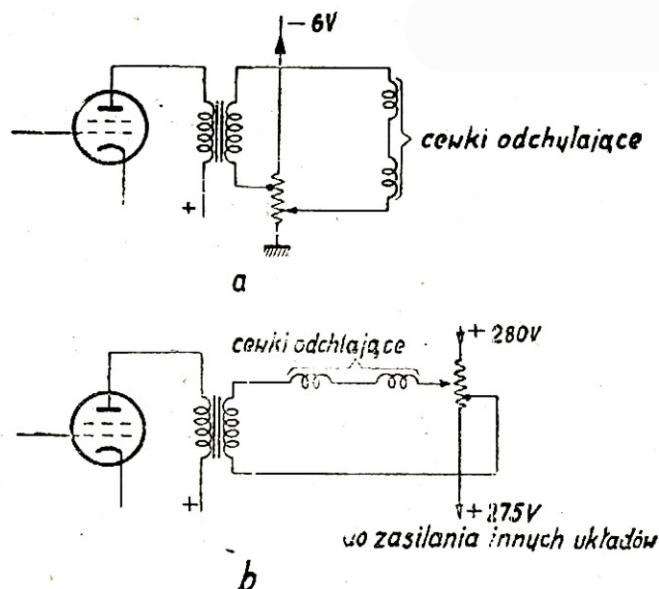 – 6V
cewki odchylające
+
a
cewki odchlające
+ 280V
+
+ 275V
do zasilania innych układów
b